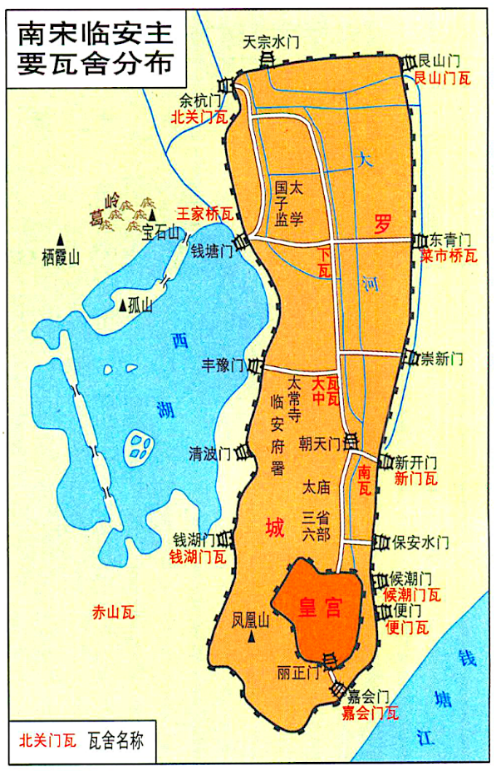 南宋临安主
要瓦舍分布
天宗水门
艮山门
艮山门瓦
余杭门
北关门瓦
大
国子监
太学
葛岭
宝石山
王家桥瓦
罗
栖霞山
钱塘门
下瓦
东青门
菜市桥瓦
河
孤山
西
湖
丰豫门
崇新门
大瓦
中瓦
太常寺
临安府署
朝天门
清波门
南瓦
新开门
新门瓦
太庙
三省
六部
城
钱湖门
钱湖门瓦
保安水门
候潮门
候潮门瓦
赤山瓦
皇宫
便门
便门瓦
凤凰山
丽正门
嘉会门
嘉会门瓦
钱
塘
江
北关门瓦 瓦舍名称